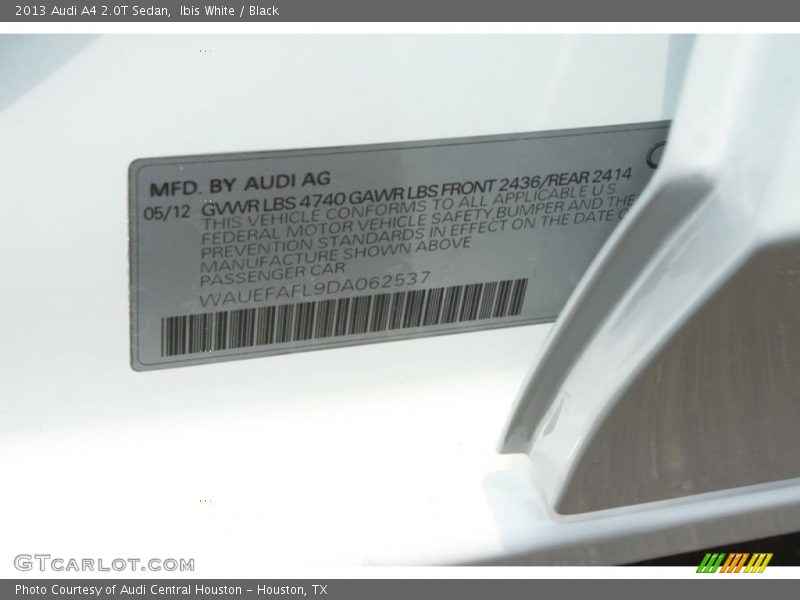 2013 Audi A4 2.0T Sedan, Ibis White / Black
MFD. BY AUDI AG
05/12 GVWR LBS 4740 GAWR LBS FRONT 2436/REAR 2414
THIS VEHICLE CONFORMS TO ALL APPLICABLE U.S.
FEDERAL MOTOR VEHICLE SAFETY, BUMPER AND THE
PREVENTION STANDARDS IN EFFECT ON THE DATE O
MANUFACTURE SHOWN ABOVE
PASSENGER CAR
WAUEFAFL9DA062537
GTcarlot.com
Photo Courtesy of Audi Central Houston - Houston, TX